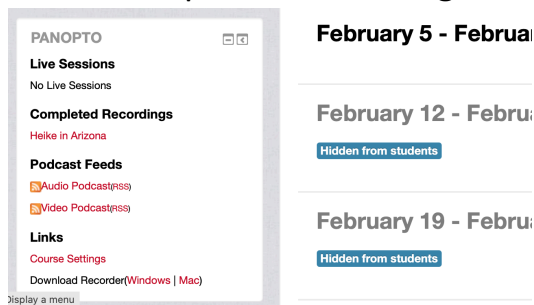 PANOPTO
Live Sessions
No Live Sessions
Completed Recordings
Heike in Arizona
Podcast Feeds
Audio Podcast(RSS)
Video Podcast(RSS)
Links
Course Settings
Download Recorder(Windows | Mac)
Display a menu
February 5 - Februar
February 12 - Februa
Hidden from students
February 19 - Februa
Hidden from students